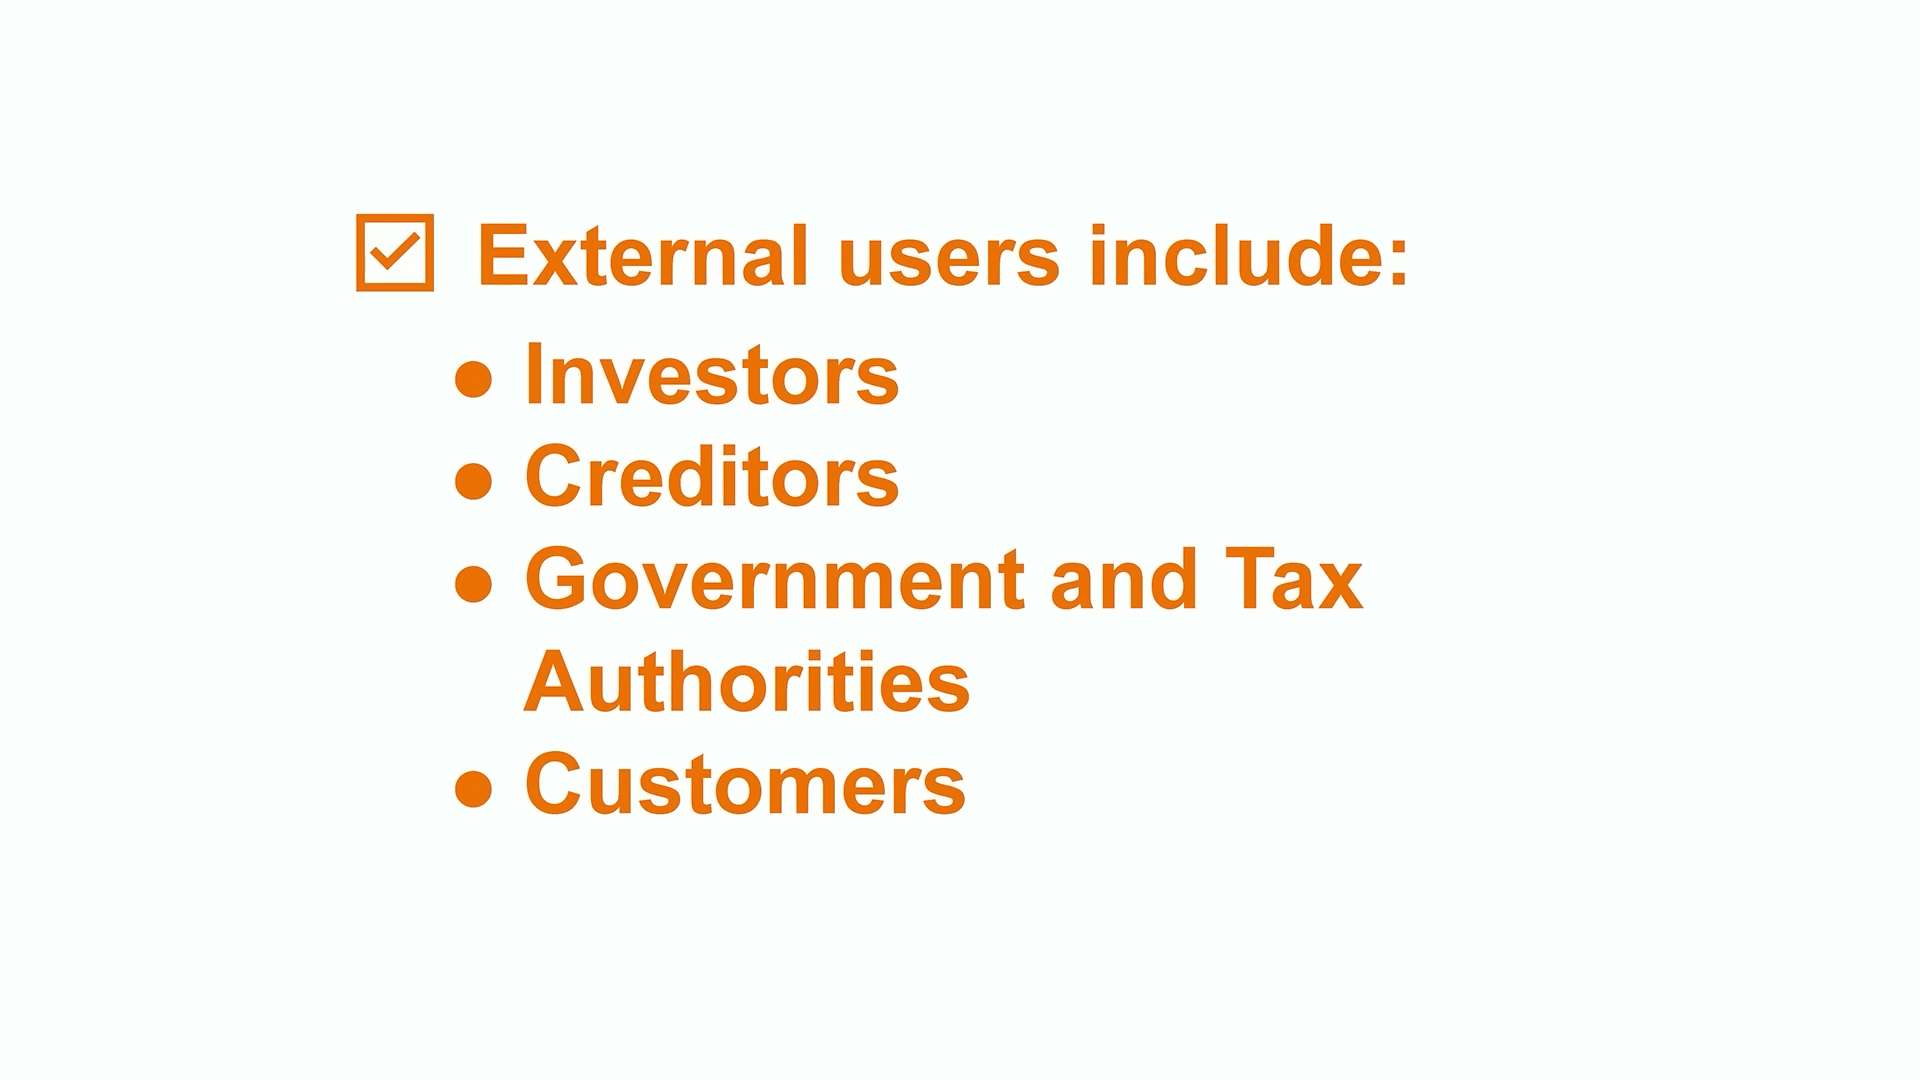 ☑ External users include:
● Investors
● Creditors
● Government and Tax
Authorities
● Customers